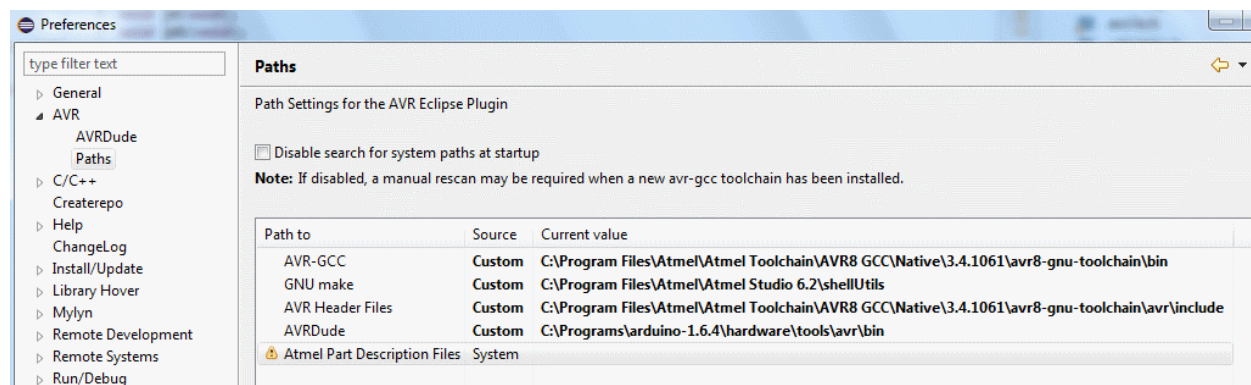 Preferences
type filter text
General
AVR
AVRDude
Paths
C/C++
Createrepo
Help
ChangeLog
Install/Update
Library Hover
Mylyn
Remote Development
Remote Systems
Run/Debug
Paths
Path Settings for the AVR Eclipse Plugin
Disable search for system paths at startup
Note: If disabled, a manual rescan may be required when a new avr-gcc toolchain has been installed.
Path to Source Current value
AVR-GCC Custom C:\Program Files\Atmel\Atmel Toolchain\AVR8 GCC\Native\3.4.1061\avr8-gnu-toolchain\bin
GNU make Custom C:\Program Files\Atmel\Atmel Studio 6.2\shellUtils
AVR Header Files Custom C:\Program Files\Atmel\Atmel Toolchain\AVR8 GCC\Native\3.4.1061\avr8-gnu-toolchain\avr\include
AVRDude Custom C:\Programs\arduino-1.6.4\hardware\tools\avr\bin
Atmel Part Description Files System